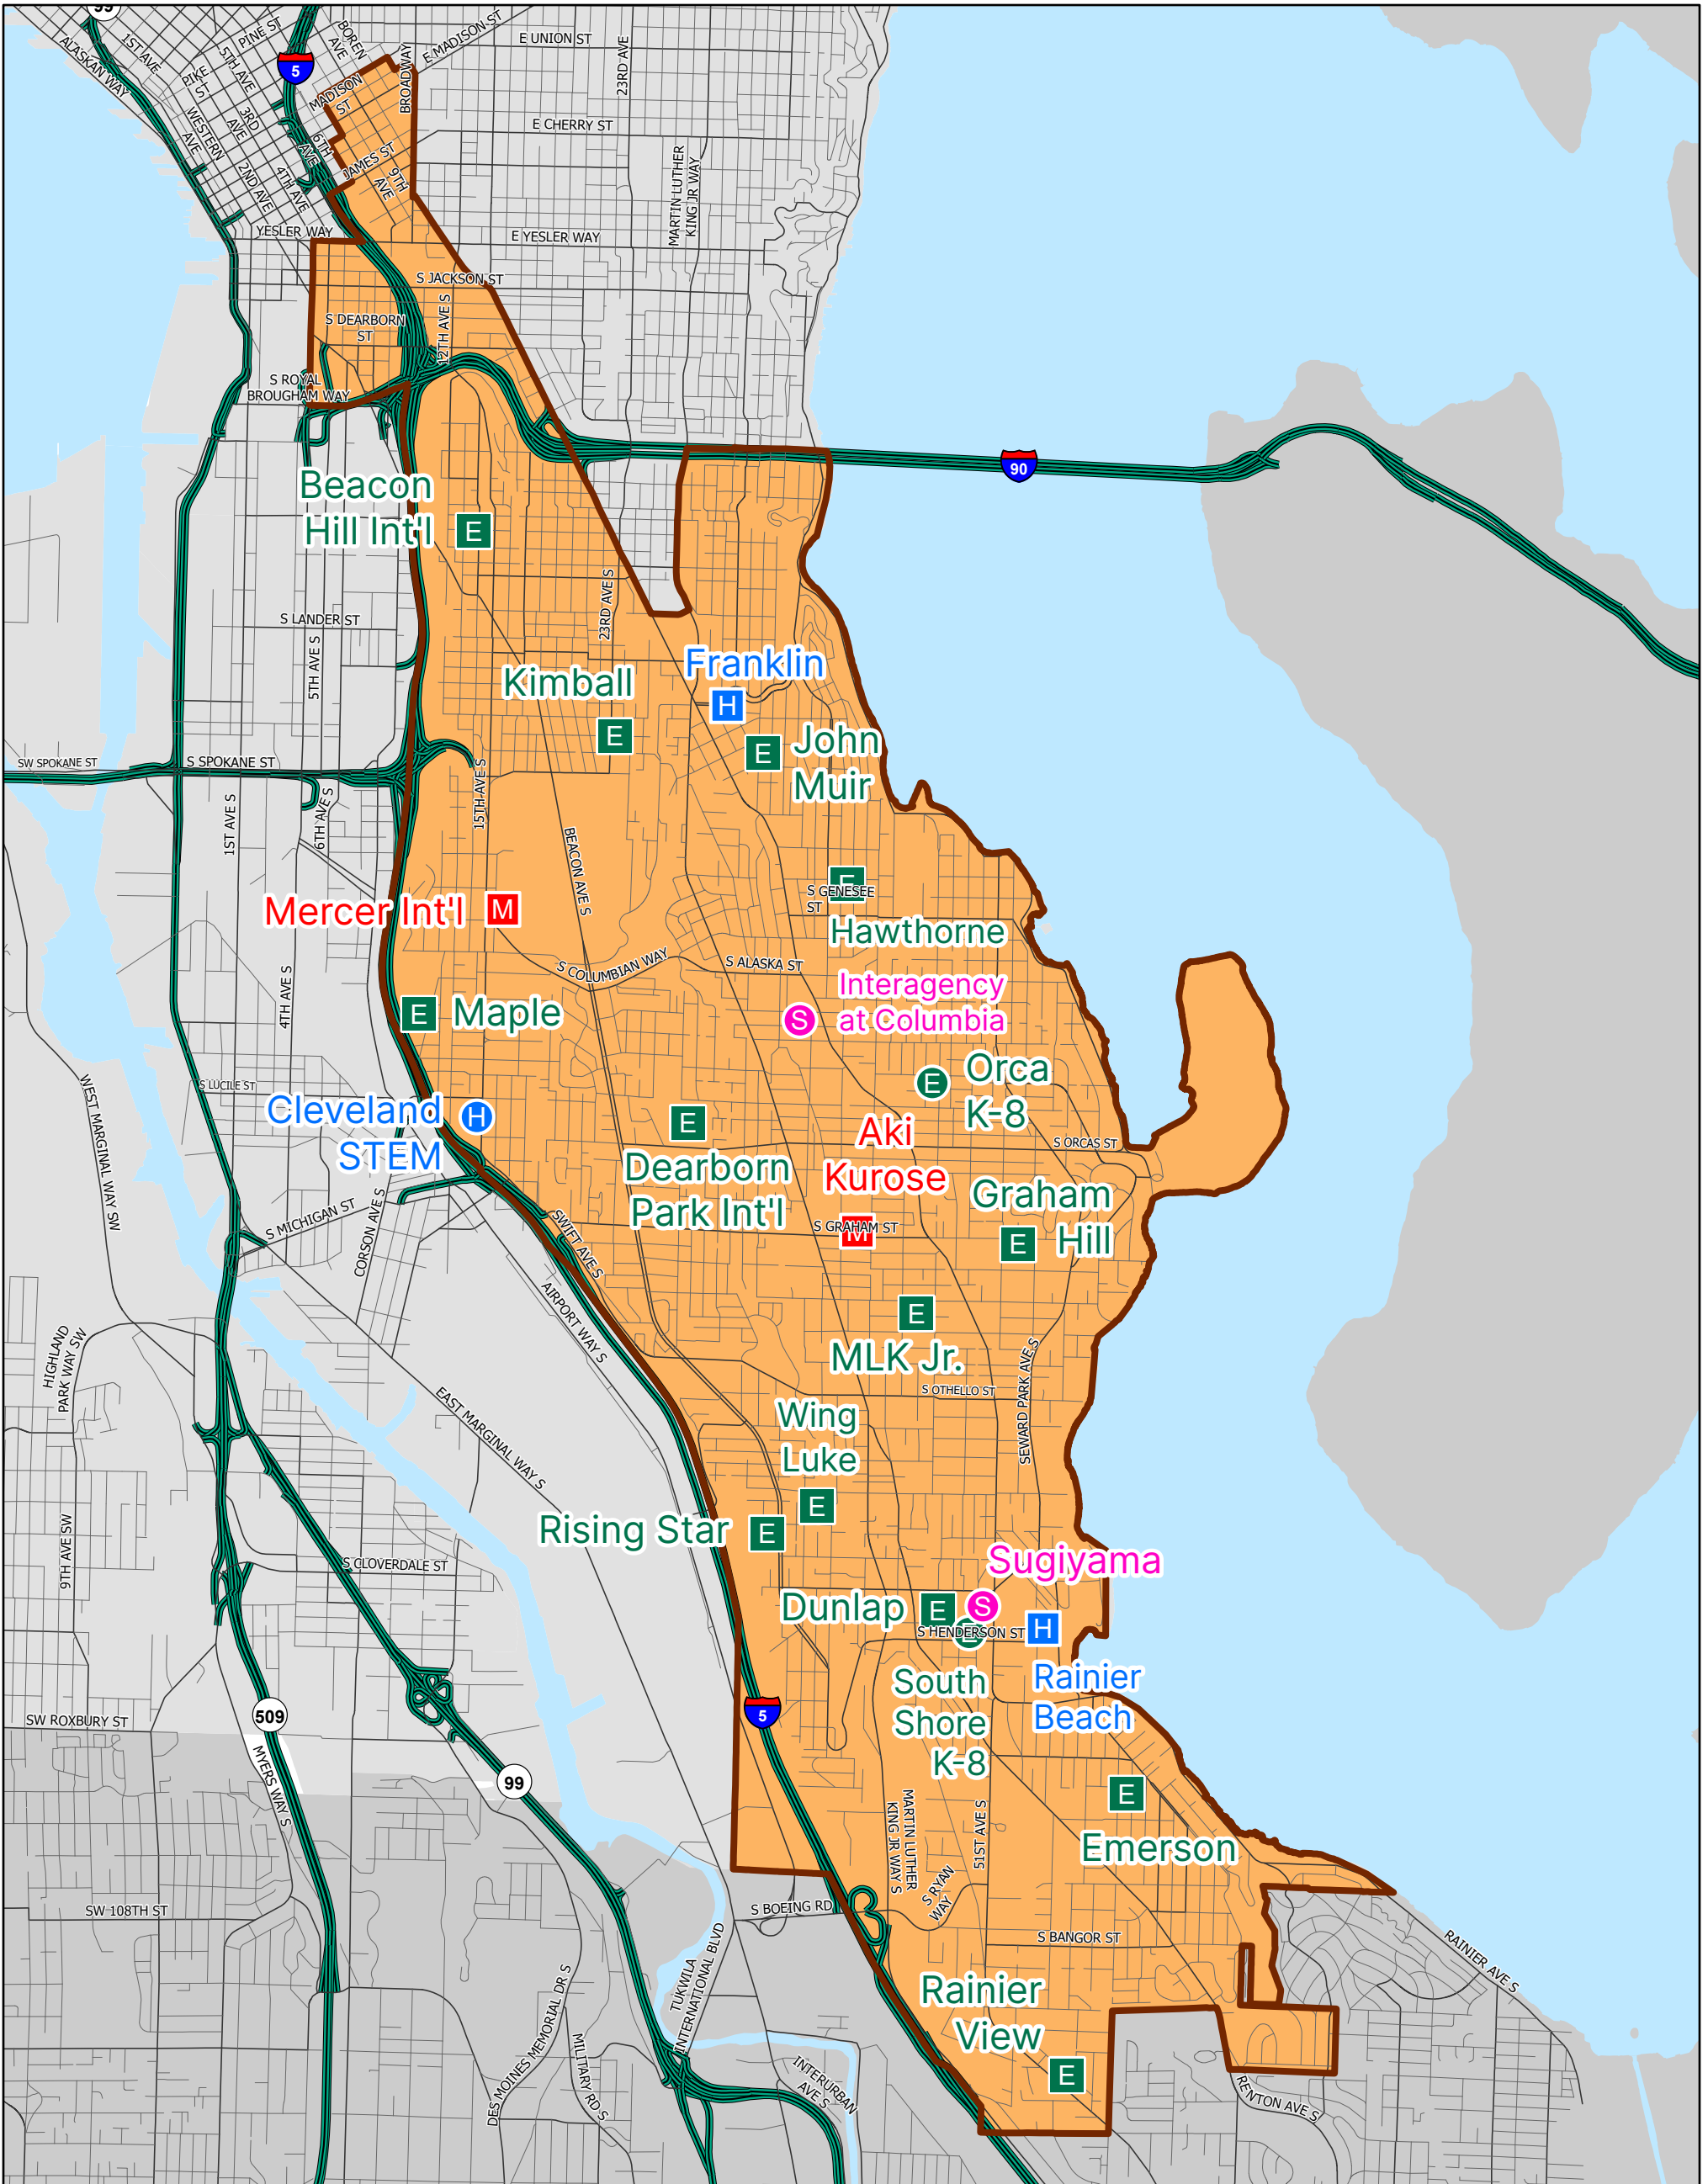 99
ALASKAN WAY
1ST AVE
PINE ST
5TH AVE
PIKE
ST
BOREN
AVE
E MADISON ST
E UNION ST
23RD AVE
5
BROADWAY
MADISON
ST
WESTERN
AVE
3RD
AVE
6TH
AVE
E CHERRY ST
JAMES ST
9TH
AVE
2ND AVE
4TH AVE
MARTIN LUTHER
KING JR WAY
YESLER WAY
E YESLER WAY
S JACKSON ST
S DEARBORN
ST
12TH AVE S
S ROYAL
BROUGHAM WAY
90
Beacon
Hill Int'l
E
S LANDER ST
5TH AVE S
23RD AVE S
Kimball
E
Franklin
H
E
John
Muir
SW SPOKANE ST
S SPOKANE ST
1ST AVE S
6TH AVE S
15TH AVE S
BEACON AVE S
Mercer Int'l
M
E
S GENESEE
ST
Hawthorne
S COLUMBIAN WAY
S ALASKA ST
4TH AVE S
Interagency
at Columbia
S
E
Maple
E
Orca
K-8
S LUCILE ST
WEST MARGINAL WAY SW
Cleveland
STEM
H
E
Dearborn
Park Int'l
Aki
Kurose
S ORCAS ST
S GRAHAM ST
M
Graham
Hill
E
S MICHIGAN ST
CORSON AVE S
SWIFT AVE S
AIRPORT WAY S
E
MLK Jr.
HIGHLAND
PARK WAY SW
SEWARD PARK AVE S
S OTHELLO ST
EAST MARGINAL WAY S
Wing
Luke
E
Rising Star
E
9TH AVE SW
S CLOVERDALE ST
Sugiyama
Dunlap
E
S
E
S HENDERSON ST
H
South
Shore
K-8
Rainier
Beach
5
SW ROXBURY ST
509
MYERS WAY S
99
MARTIN LUTHER
KING JR WAY S
51ST AVE S
E
Emerson
SW 108TH ST
S BOEING RD
S RYAN
WAY
S BANGOR ST
RAINIER AVE S
TUKWILA
INTERNATIONAL BLVD
DES MOINES MEMORIAL DR S
MILITARY RD S
Rainier
View
E
INTERURBAN
AVE S
RENTON AVE S